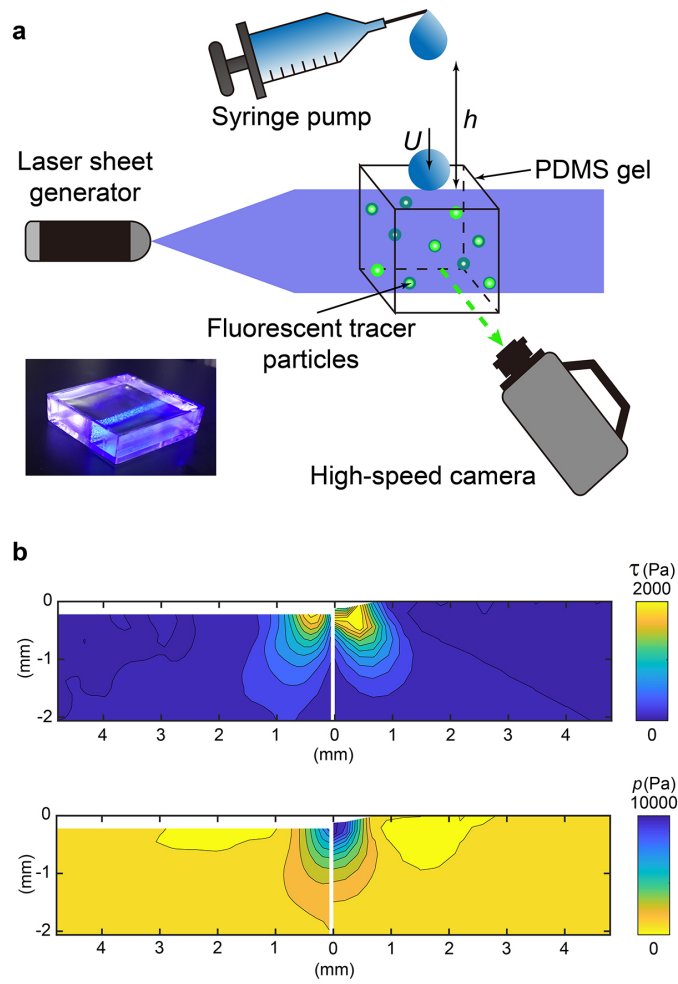 a
Syringe pump
h
U
PDMS gel
Laser sheet
generator
Fluorescent tracer
particles
High-speed camera
b
τ(Pa)
2000
0
-1
-2
(mm)
4 3 2 1 0 1 2 3 4
(mm)
0
p(Pa)
10000
0
-1
-2
(mm)
4 3 2 1 0 1 2 3 4
(mm)
0